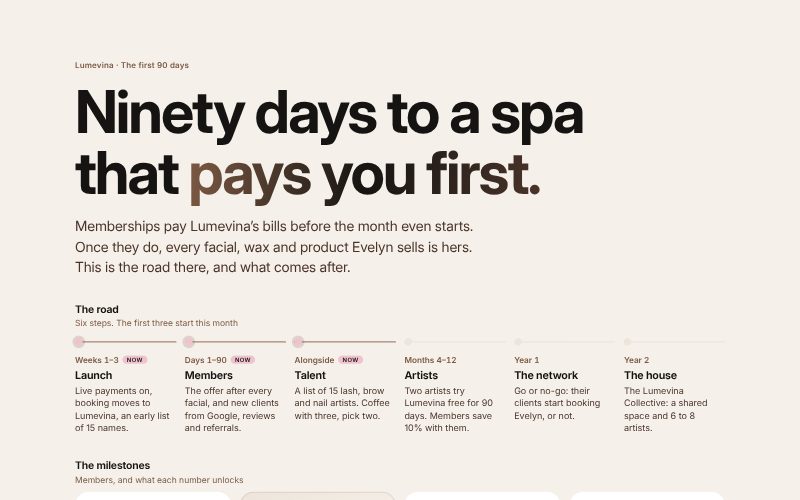 Lumevina · The first 90 days
Ninety days to a spa
that pays you first.
Memberships pay Lumevina’s bills before the month even starts.
Once they do, every facial, wax and product Evelyn sells is hers.
This is the road there, and what comes after.
The road
Six steps. The first three start this month
Weeks 1–3 NOW
Launch
Live payments on,
booking moves to
Lumevina, an early list
of 15 names.
Days 1–90 NOW
Members
The offer after every
facial, and new clients
from Google, reviews
and referrals.
Alongside NOW
Talent
A list of 15 lash, brow
and nail artists. Coffee
with three, pick two.
Months 4–12
Artists
Two artists try
Lumevina free for 90
days. Members save
10% with them.
Year 1
The network
Go or no-go: their
clients start booking
Evelyn, or not.
Year 2
The house
The Lumevina
Collective: a shared
space and 6 to 8
artists.
The milestones
Members, and what each number unlocks